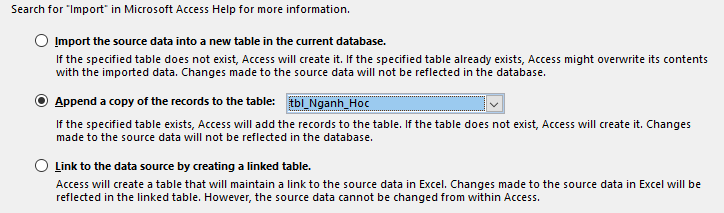 Search for "Import" in Microsoft Access Help for more information.
Import the source data into a new table in the current database.
If the specified table does not exist, Access will create it. If the specified table already exists, Access might overwrite its contents
with the imported data. Changes made to the source data will not be reflected in the database.
Append a copy of the records to the table: tbl_Nganh_Hoc
If the specified table exists, Access will add the records to the table. If the table does not exist, Access will create it. Changes
made to the source data will not be reflected in the database.
Link to the data source by creating a linked table.
Access will create a table that will maintain a link to the source data in Excel. Changes made to the source data in Excel will be
reflected in the linked table. However, the source data cannot be changed from within Access.